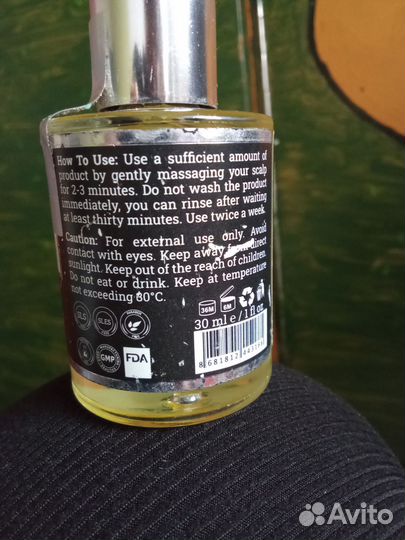 How To Use: Use a sufficient amount of
product by gently massaging your scalp
for 2-3 minutes. Do not wash the product
immediately, you can rinse after waiting
at least thirty minutes. Use twice a week.
Caution: For external use only. Avoid
contact with eyes. Keep away from direct
sunlight. Keep out of the reach of children.
Do not eat or drink. Keep at temperature
not exceeding 30°C.
36M 6M
SLS SLES
30 ml e / 1 fl oz
GMP FDA
8 681812
Avito